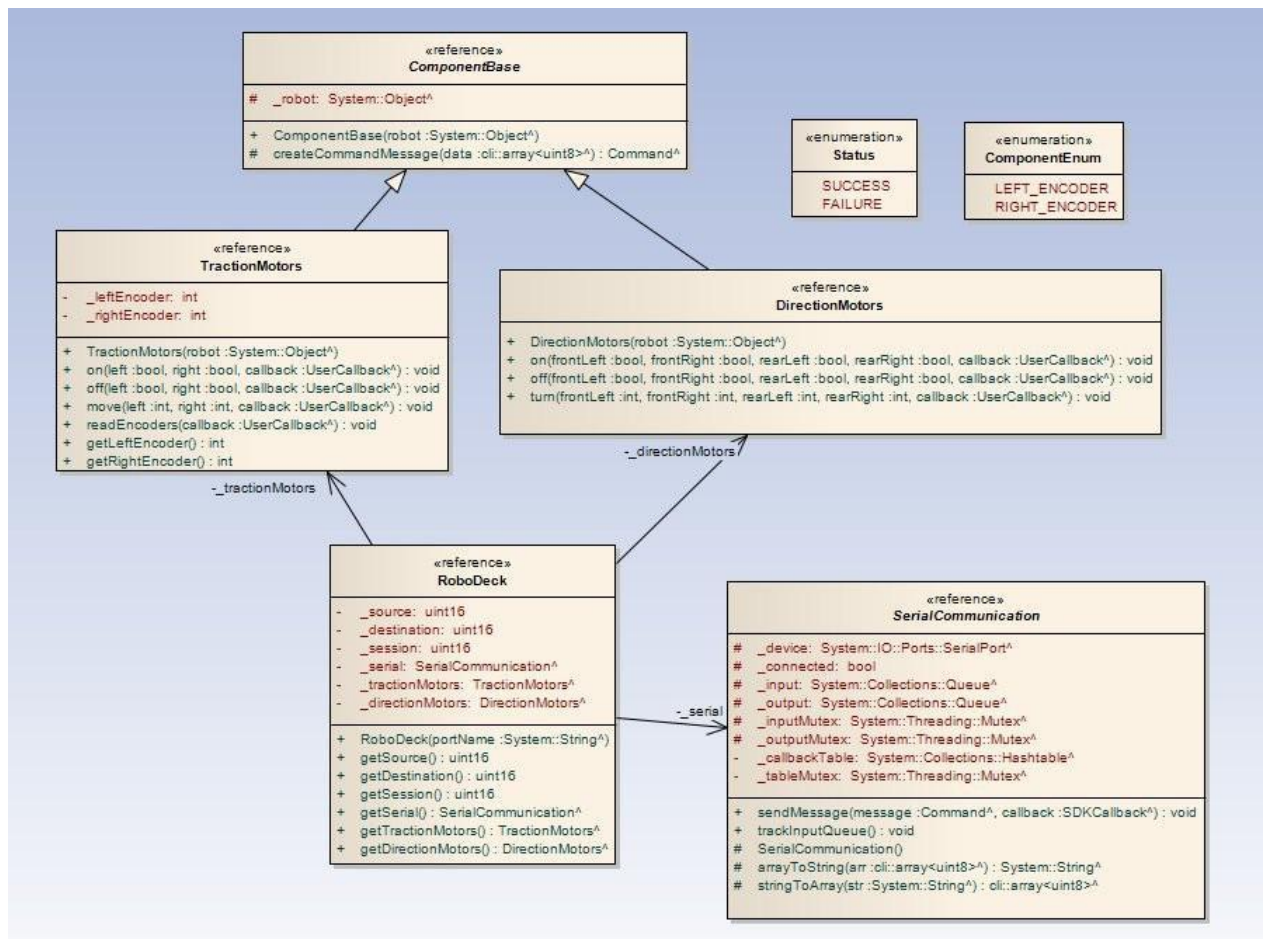 «reference»
ComponentBase
# _robot: System::Object^
+ ComponentBase(robot :System::Object^)
# createCommandMessage(data :cli::array<uint8>^) : Command^
«enumeration»
Status
SUCCESS
FAILURE
«enumeration»
ComponentEnum
LEFT_ENCODER
RIGHT_ENCODER
«reference»
TractionMotors
- _leftEncoder: int
- _rightEncoder: int
+ TractionMotors(robot :System::Object^)
+ on(left :bool, right :bool, callback :UserCallback^) : void
+ off(left :bool, right :bool, callback :UserCallback^) : void
+ move(left :int, right :int, callback :UserCallback^) : void
+ readEncoders(callback :UserCallback^) : void
+ getLeftEncoder() : int
+ getRightEncoder() : int
«reference»
DirectionMotors
+ DirectionMotors(robot :System::Object^)
+ on(frontLeft :bool, frontRight :bool, rearLeft :bool, rearRight :bool, callback :UserCallback^) : void
+ off(frontLeft :bool, frontRight :bool, rearLeft :bool, rearRight :bool, callback :UserCallback^) : void
+ turn(frontLeft :int, frontRight :int, rearLeft :int, rearRight :int, callback :UserCallback^) : void
-_tractionMotors
-_directionMotors
«reference»
RoboDeck
- _source: uint16
- _destination: uint16
- _session: uint16
- _serial: SerialCommunication^
- _tractionMotors: TractionMotors^
- _directionMotors: DirectionMotors^
+ RoboDeck(portName :System::String^)
+ getSource() : uint16
+ getDestination() : uint16
+ getSession() : uint16
+ getSerial() : SerialCommunication^
+ getTractionMotors() : TractionMotors^
+ getDirectionMotors() : DirectionMotors^
-_serial
«reference»
SerialCommunication
# _device: System::IO::Ports::SerialPort^
# _connected: bool
# _input: System::Collections::Queue^
# _output: System::Collections::Queue^
# _inputMutex: System::Threading::Mutex^
# _outputMutex: System::Threading::Mutex^
- _callbackTable: System::Collections::Hashtable^
- _tableMutex: System::Threading::Mutex^
+ sendMessage(message :Command^, callback :SDKCallback^) : void
+ trackInputQueue() : void
# SerialCommunication()
# arrayToString(arr :cli::array<uint8>^) : System::String^
# stringToArray(str :System::String^) : cli::array<uint8>^